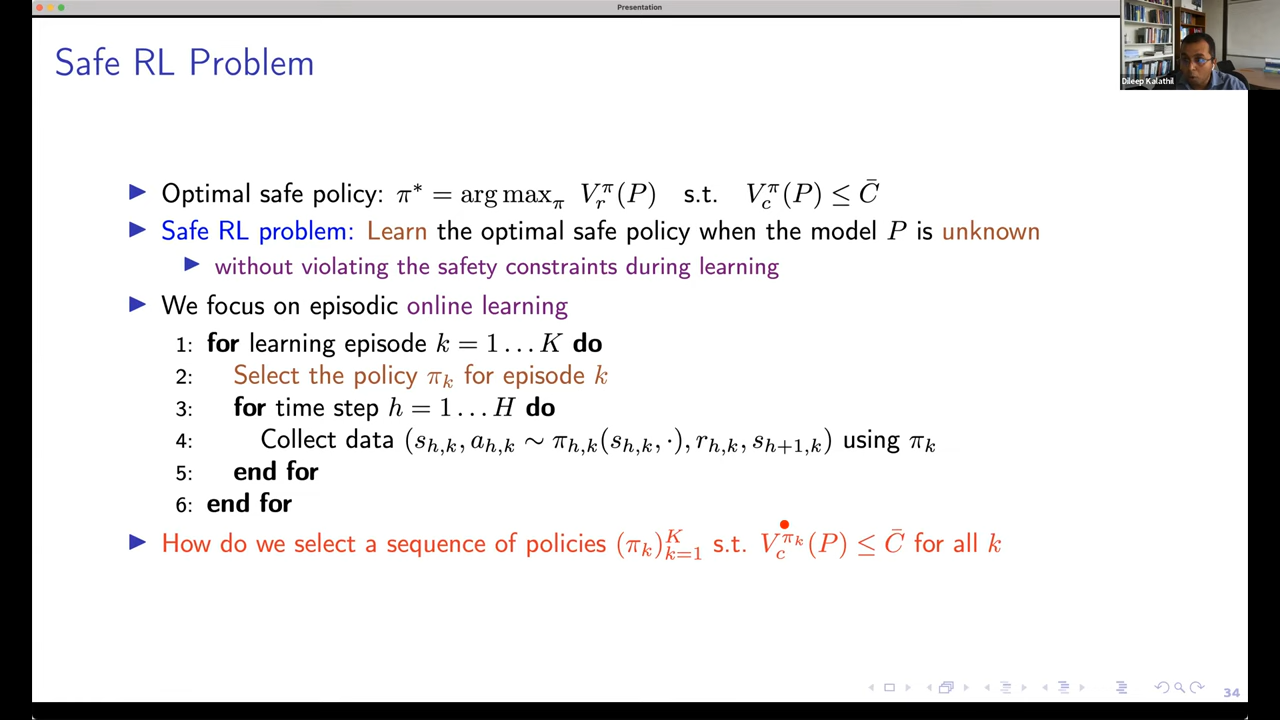 Presentation
Safe RL Problem
Dileep Kalathil
▶ Optimal safe policy: π* = arg max_π V_r^π(P) s.t. V_c^π(P) ≤ C̄
▶ Safe RL problem: Learn the optimal safe policy when the model P is unknown
▶ without violating the safety constraints during learning
▶ We focus on episodic online learning
1: for learning episode k = 1 . . . K do
2: Select the policy π_k for episode k
3: for time step h = 1 . . . H do
4: Collect data (s_{h,k}, a_{h,k} ∼ π_{h,k}(s_{h,k}, ·), r_{h,k}, s_{h+1,k}) using π_k
5: end for
6: end for
▶ How do we select a sequence of policies (π_k)_{k=1}^K s.t. V_c^{π_k}(P) ≤ C̄ for all k
34